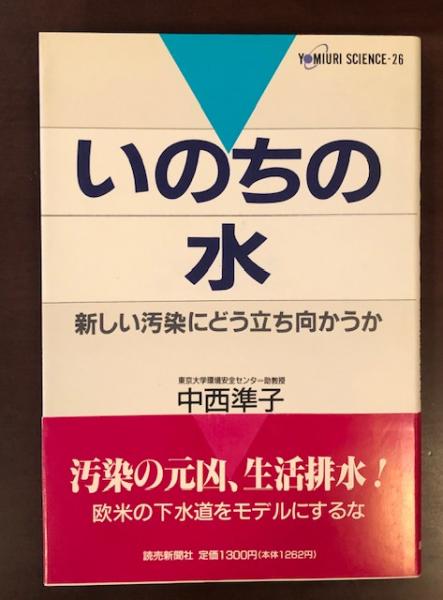 YOMIURI SCIENCE-26
いのちの
水
新しい汚染にどう立ち向かうか
東京大学環境安全センター助教授
中西準子
汚染の元凶、生活排水!
欧米の下水道をモデルにするな
読売新聞社 定価1300円(本体1262円)